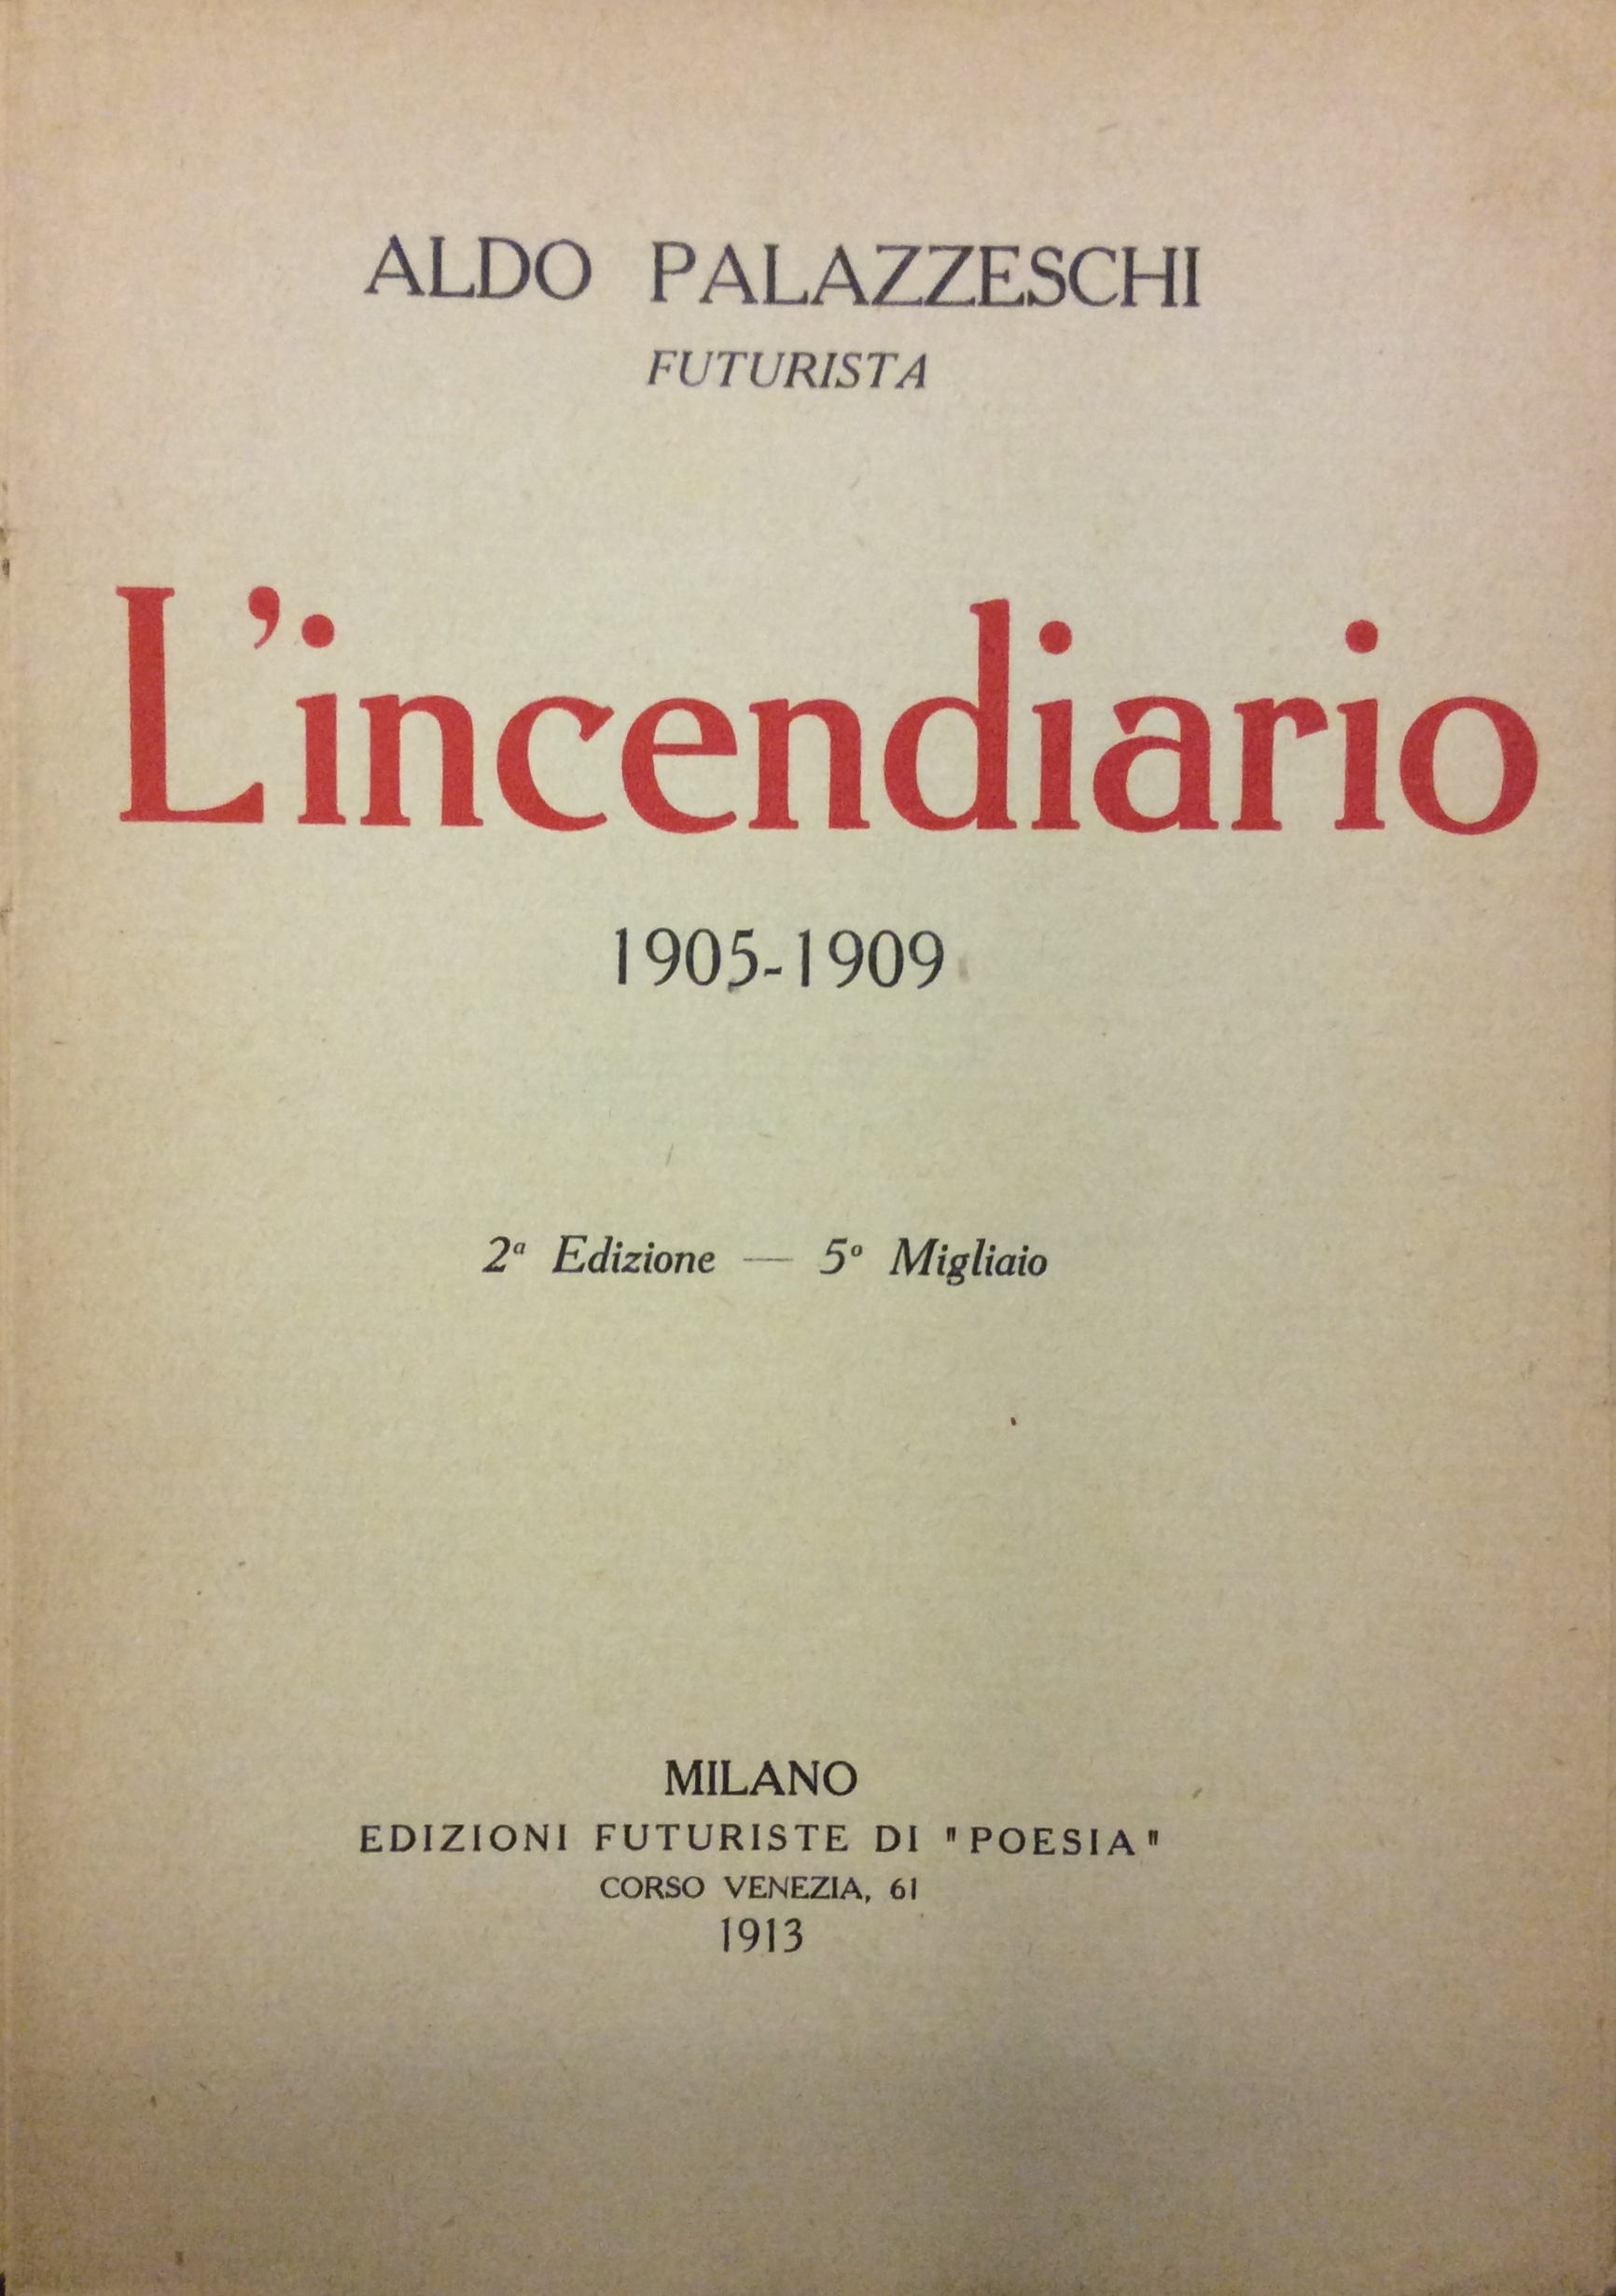 ALDO PALAZZESCHI
FUTURISTA
L'incendiario
1905-1909
2ª Edizione — 5º Migliaio
MILANO
EDIZIONI FUTURISTE DI "POESIA"
CORSO VENEZIA, 61
1913